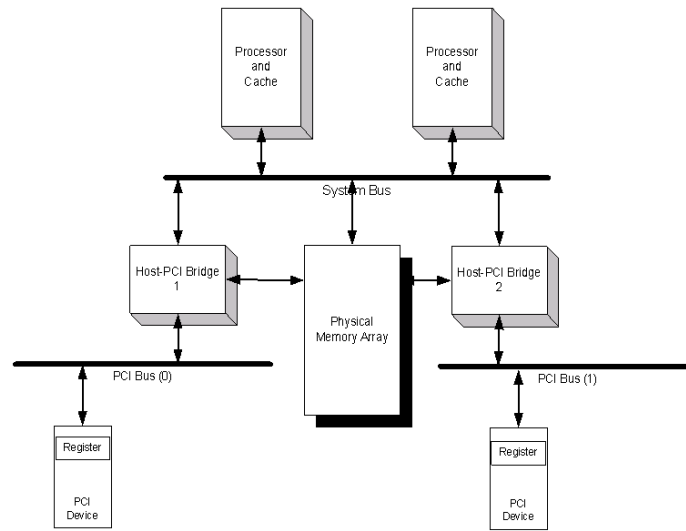 Processor
and
Cache
Processor
and
Cache
System Bus
Host-PCI Bridge
1
Physical
Memory Array
Host-PCI Bridge
2
PCI Bus (0)
PCI Bus (1)
Register
PCI
Device
Register
PCI
Device